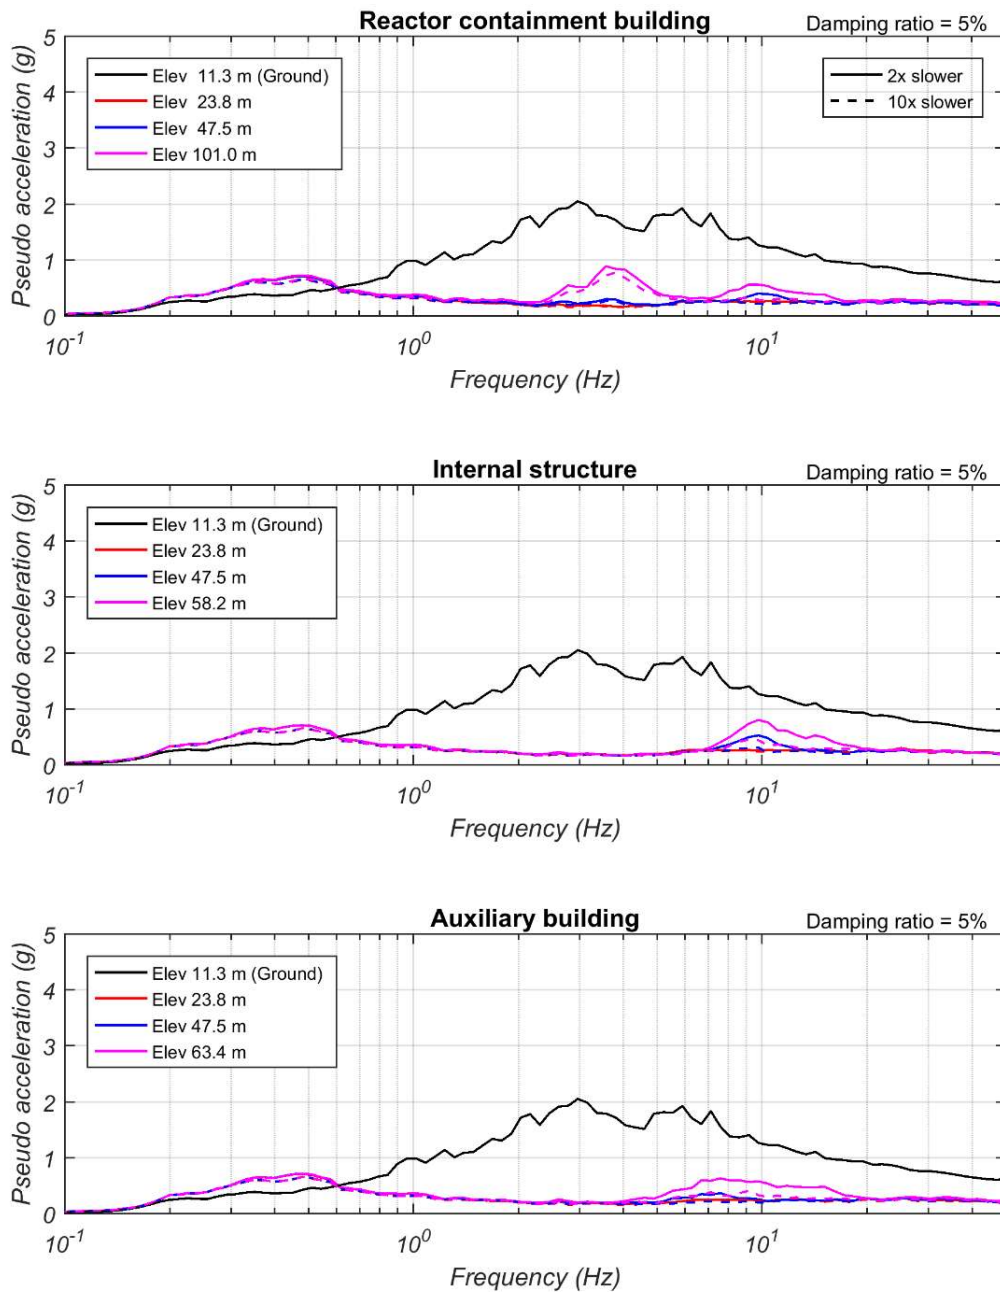 Reactor containment building
Damping ratio = 5%
Pseudo acceleration (g)
5
4
3
2
1
0
Elev 11.3 m (Ground)
Elev 23.8 m
Elev 47.5 m
Elev 101.0 m
2x slower
10x slower
10-1
100
101
Frequency (Hz)
Internal structure
Damping ratio = 5%
Pseudo acceleration (g)
5
4
3
2
1
0
Elev 11.3 m (Ground)
Elev 23.8 m
Elev 47.5 m
Elev 58.2 m
10-1
100
101
Frequency (Hz)
Auxiliary building
Damping ratio = 5%
Pseudo acceleration (g)
5
4
3
2
1
0
Elev 11.3 m (Ground)
Elev 23.8 m
Elev 47.5 m
Elev 63.4 m
10-1
100
101
Frequency (Hz)